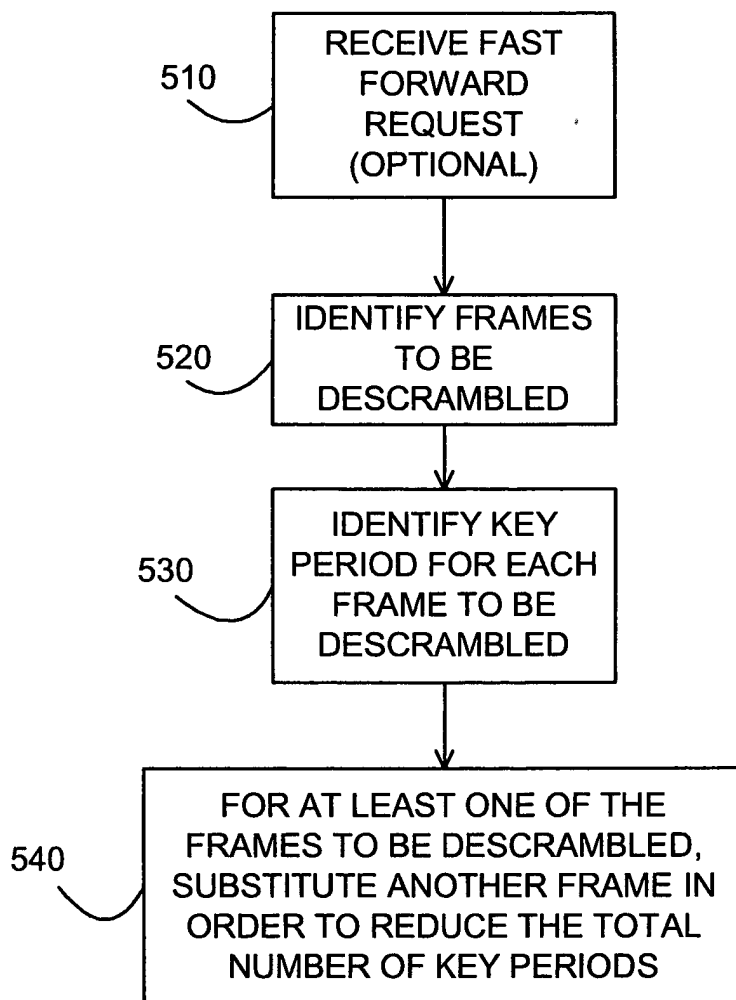 RECEIVE FAST
FORWARD
REQUEST
(OPTIONAL)
510
IDENTIFY FRAMES
TO BE
DESCRAMBLED
520
IDENTIFY KEY
PERIOD FOR EACH
FRAME TO BE
DESCRAMBLED
530
FOR AT LEAST ONE OF THE
FRAMES TO BE DESCRAMBLED,
SUBSTITUTE ANOTHER FRAME IN
ORDER TO REDUCE THE TOTAL
NUMBER OF KEY PERIODS
540